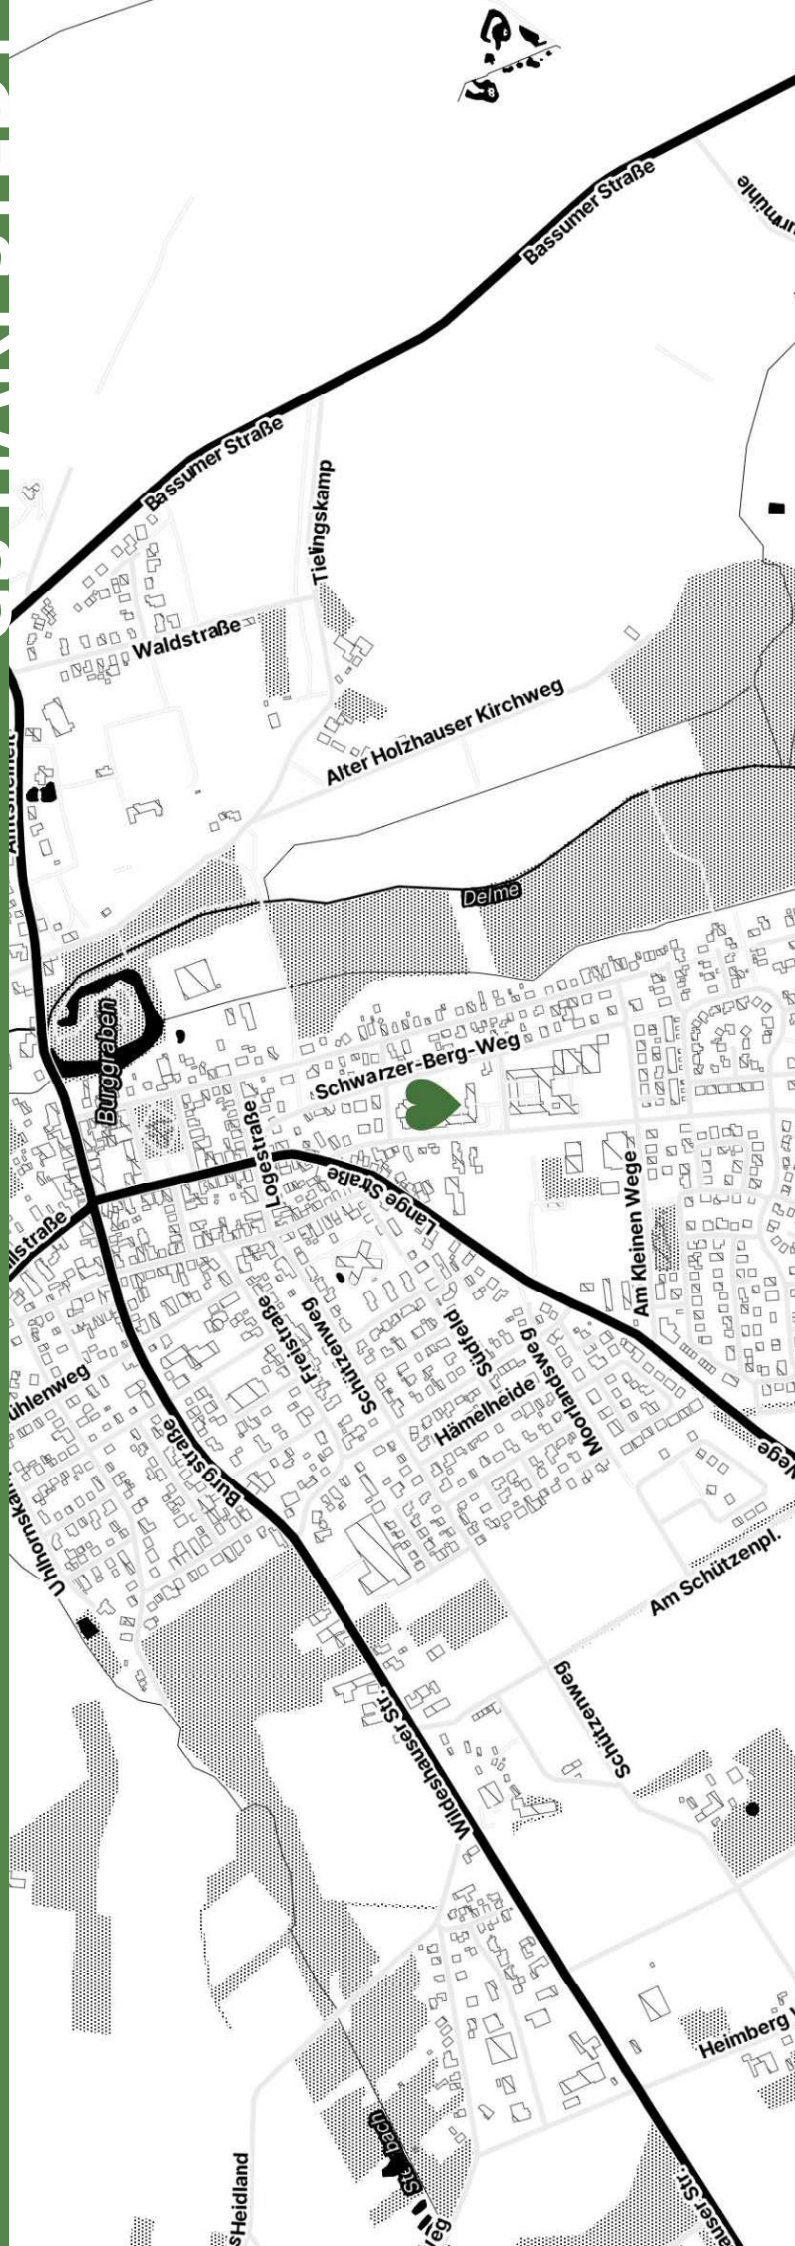 Bassumer Straße
Bassumer Straße
Tielingskamp
Waldstraße
Alter Holzhauser Kirchweg
Delme
Burggraben
Schwarzer-Berg-Weg
Logestraße
Lange Straße
Am Kleinen Wege
Freistraße
Schützenweg
Südfeld
Moorlandsweg
Hämelheide
Burgstraße
Am Schützenpl.
Schützenweg
Wildeshauser Str.
Heimberg
Heidland